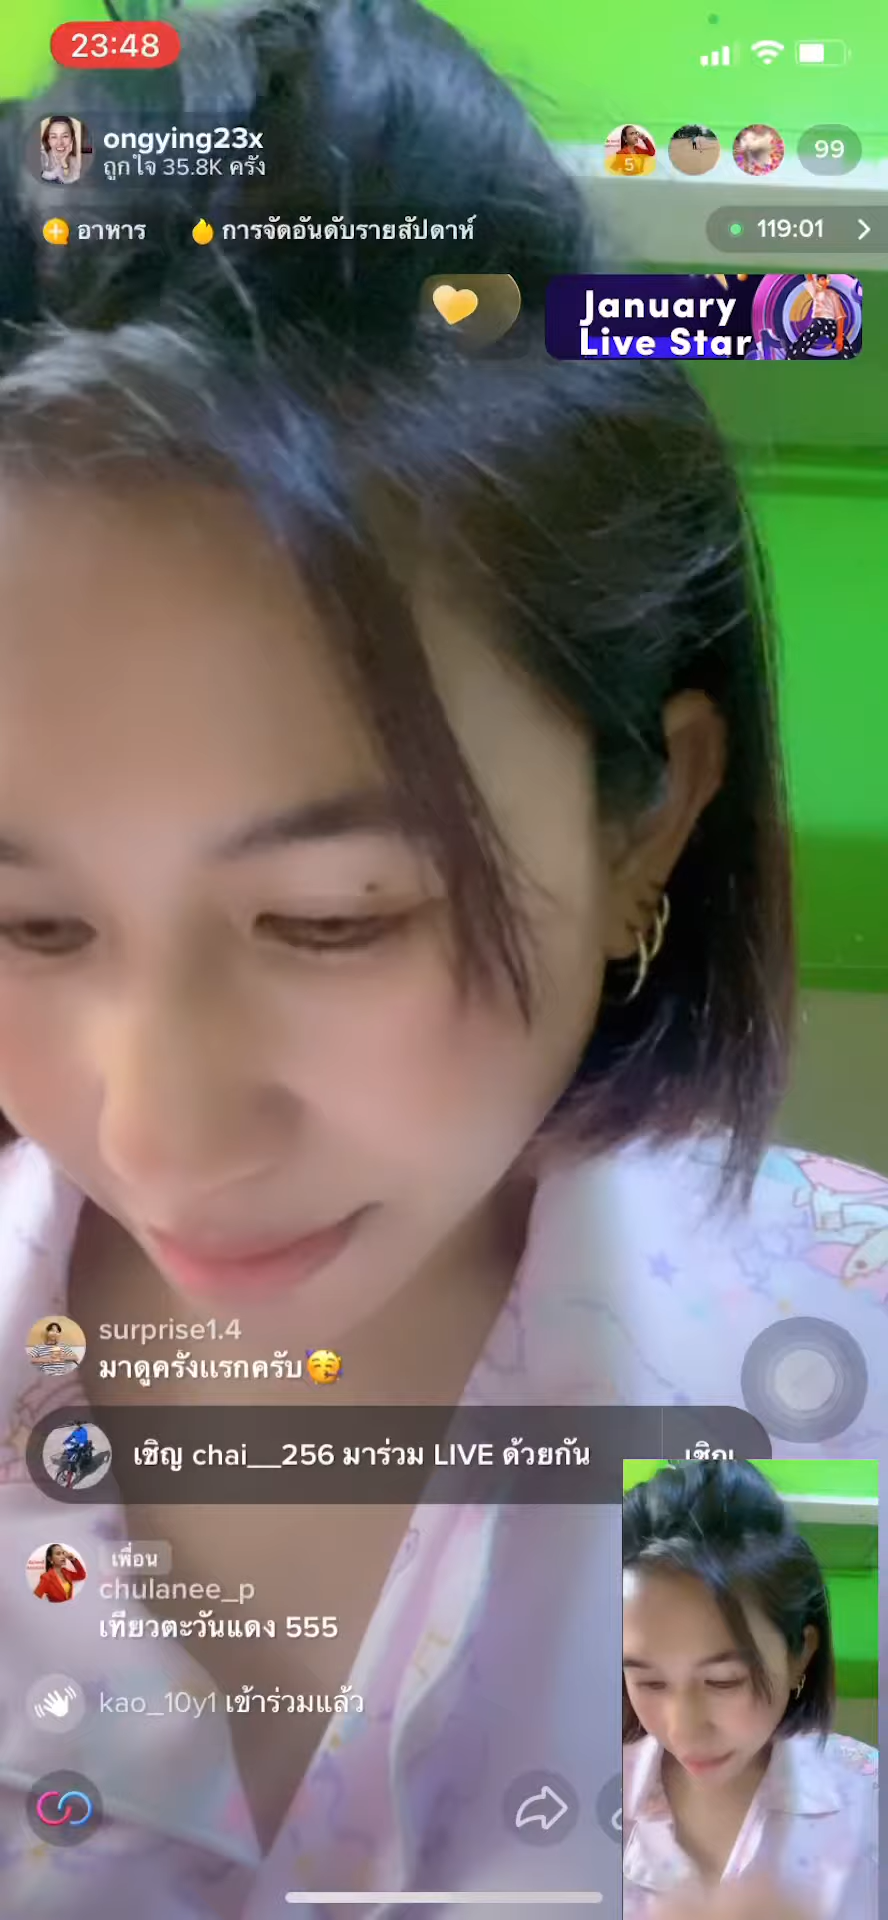 23:48
ongying23x
ถูกใจ 35.8K ครั้ง
5
99
อาหาร
การจัดอันดับรายสัปดาห์
119:01
January
Live Star
surprise1.4
มาดูครั้งแรกครับ🥳
เชิญ chai__256 มาร่วม LIVE ด้วยกัน
เชิญ
เพื่อน
chulanee_p
เทียวตะวันแดง 555
kao_10y1 เข้าร่วมแล้ว